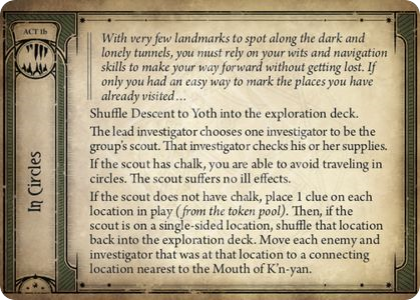 ACT 1b
In Circles
With very few landmarks to spot along the dark and
lonely tunnels, you must rely on your wits and navigation
skills to make your way forward without getting lost. If
only you had an easy way to mark the places you have
already visited…
Shuffle Descent to Yoth into the exploration deck.
The lead investigator chooses one investigator to be the
group's scout. That investigator checks his or her supplies.
If the scout has chalk, you are able to avoid traveling in
circles. The scout suffers no ill effects.
If the scout does not have chalk, place 1 clue on each
location in play (from the token pool). Then, if the
scout is on a single-sided location, shuffle that location
back into the exploration deck. Move each enemy and
investigator that was at that location to a connecting
location nearest to the Mouth of K'n-yan.